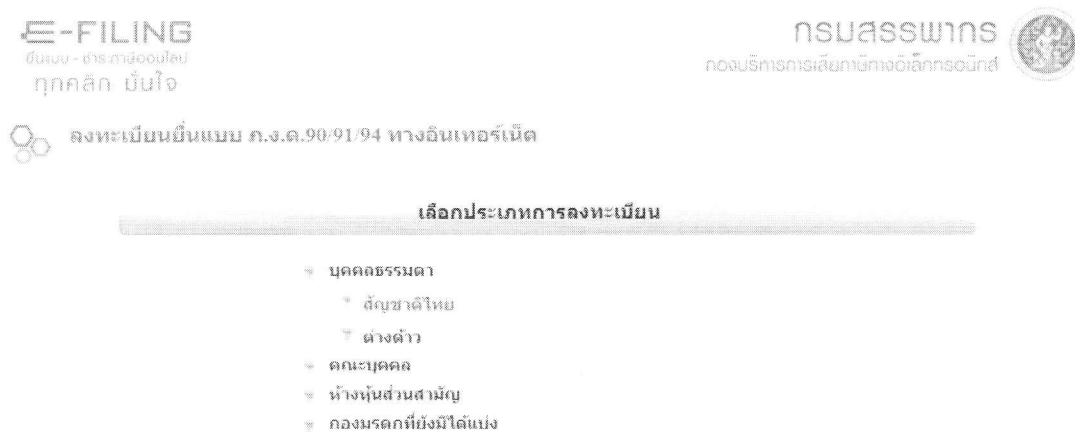 E-FILING
ยื่นแบบ - ชำระภาษีออนไลน์
ทุกคลิก มั่นใจ
กรมสรรพากร
กองบริหารการเสียภาษีทางอิเล็กทรอนิกส์
ลงทะเบียนยื่นแบบ ภ.ง.ด.90/91/94 ทางอินเทอร์เน็ต
เลือกประเภทการลงทะเบียน
บุคคลธรรมดา
สัญชาติไทย
ต่างด้าว
คณะบุคคล
ห้างหุ้นส่วนสามัญ
กองมรดกที่ยังมิได้แบ่ง